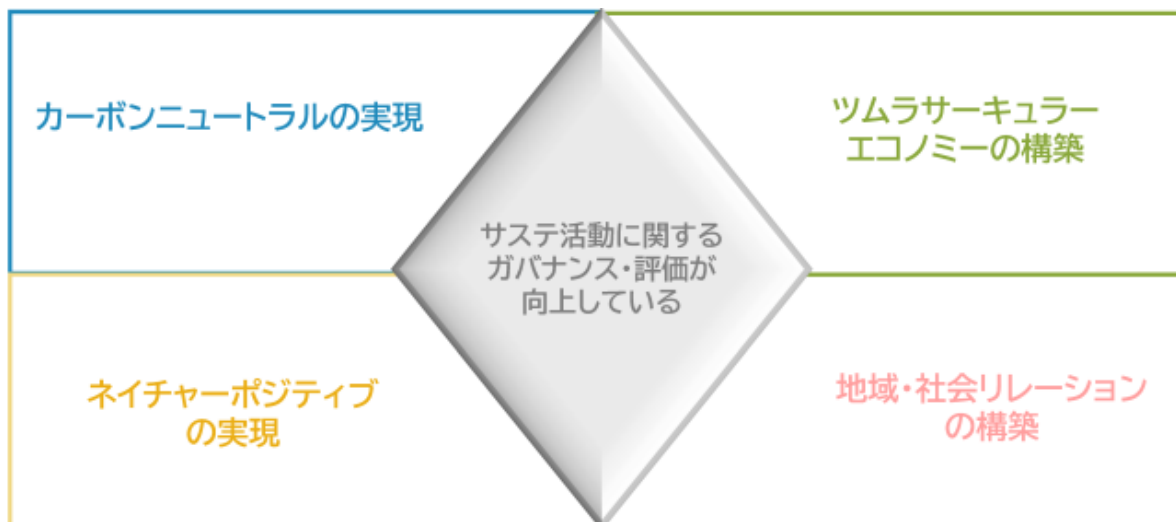 カーボンニュートラルの実現
ツムラサーキュラー
エコノミーの構築
サステ活動に関する
ガバナンス・評価が
向上している
ネイチャーポジティブ
の実現
地域・社会リレーション
の構築